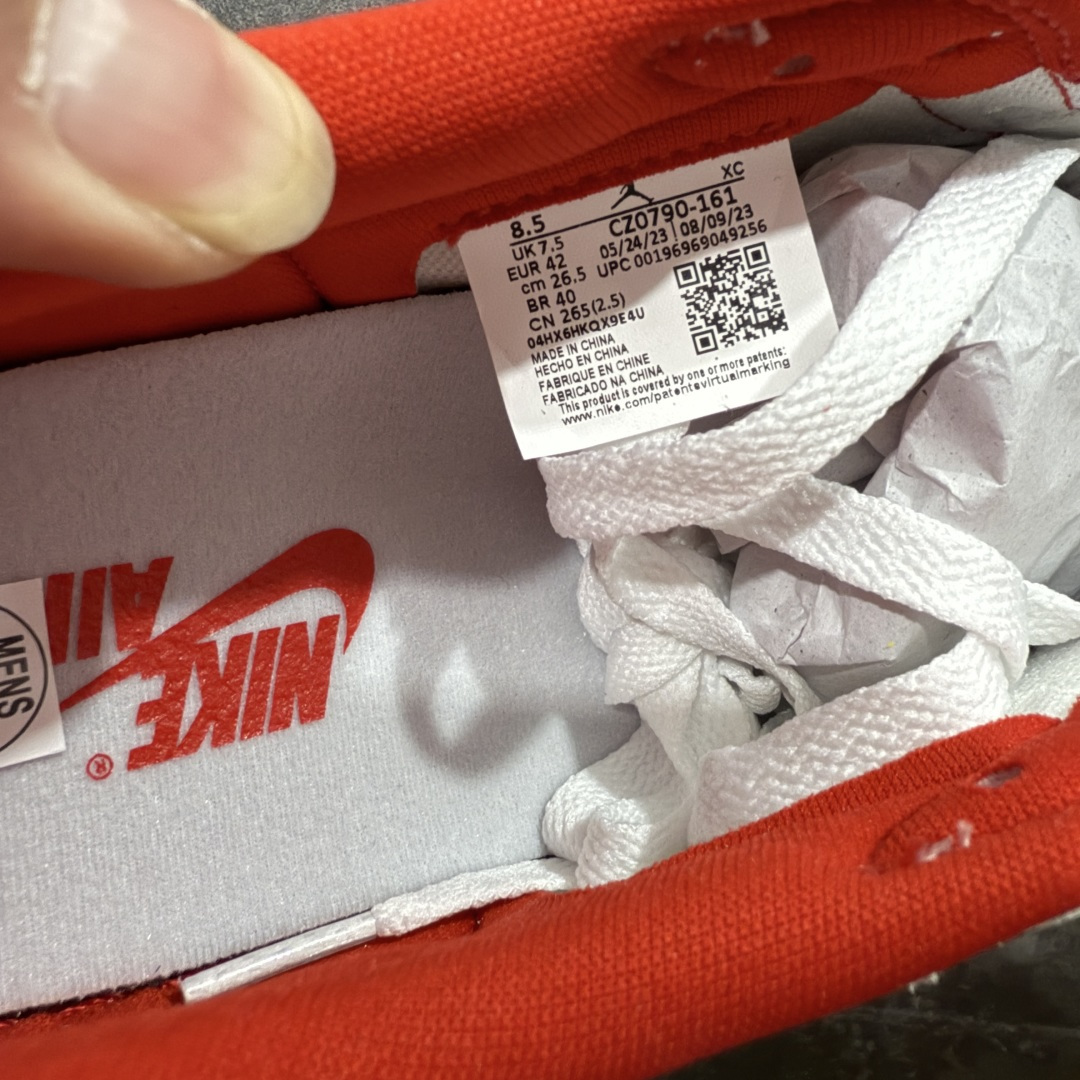 XC
8.5
CZ0790-161
UK 7.5
05/24/23 08/09/23
EUR 42
UPC 00196969049256
cm 26.5
BR 40
CN 265(2.5)
04HX6HKQX9E4U
MADE IN CHINA
HECHO EN CHINA
FABRIQUE EN CHINE
FABRICADO NA CHINA
This product is covered by one or more patents:
www.nike.com/patentsvirtualmarking
NIKE
AIR
®
MENS